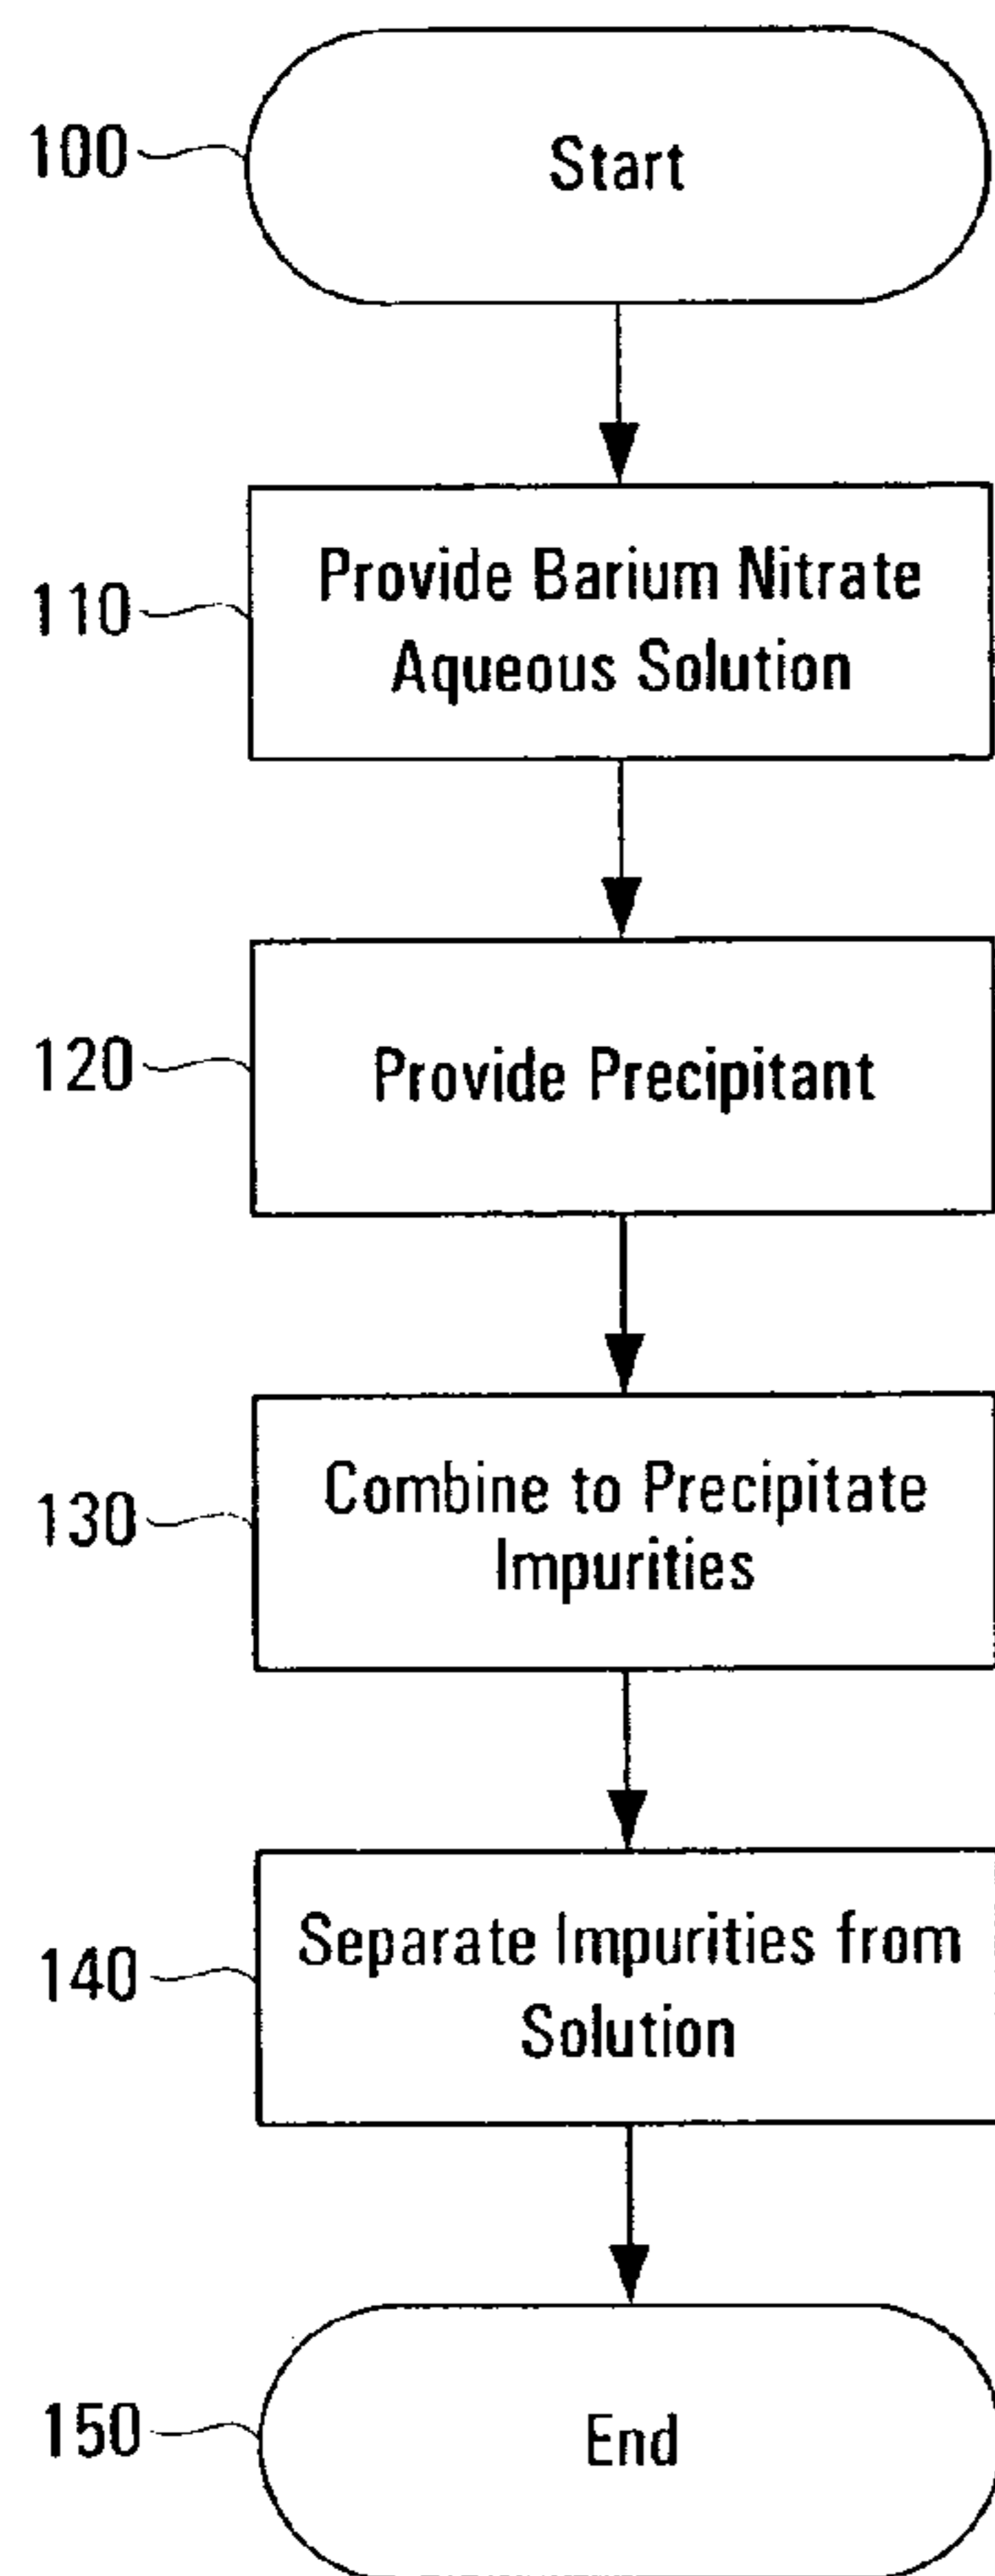 100
Start
110
Provide Barium Nitrate
Aqueous Solution
120
Provide Precipitant
130
Combine to Precipitate
Impurities
140
Separate Impurities from
Solution
150
End